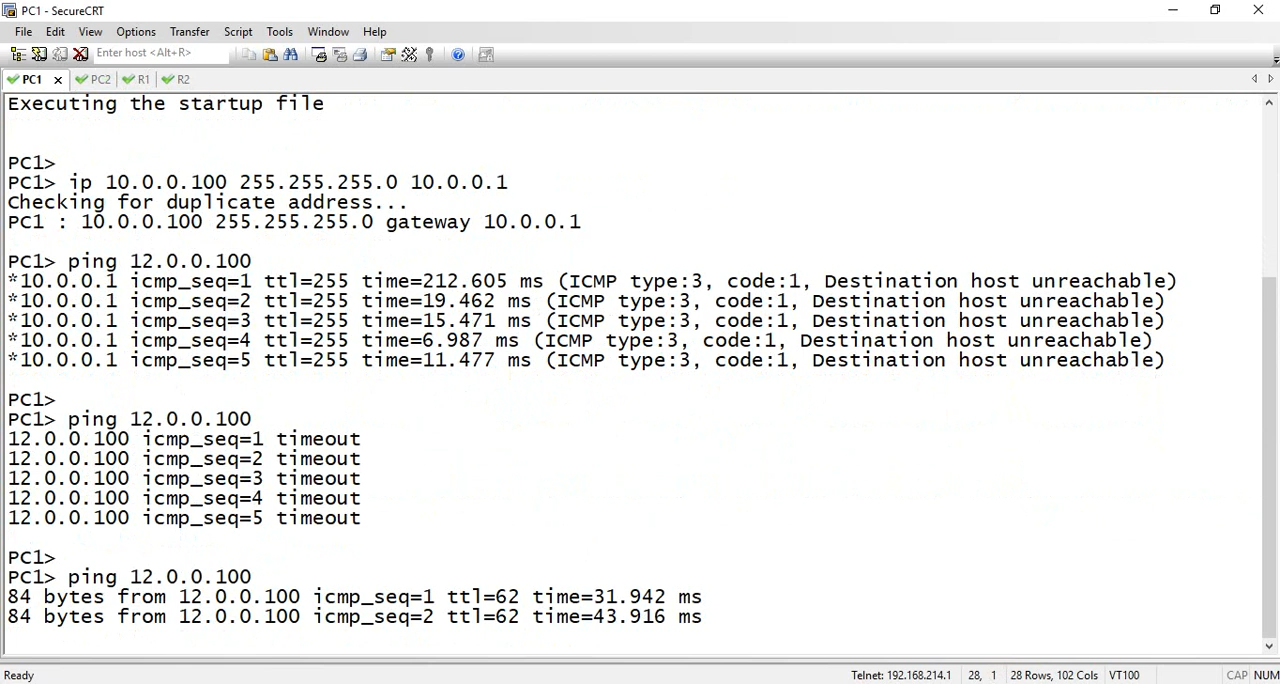 PC1 - SecureCRT
File Edit View Options Transfer Script Tools Window Help
Enter host <Alt+R>
PC1 PC2 R1 R2
Executing the startup file
PC1>
PC1> ip 10.0.0.100 255.255.255.0 10.0.0.1
Checking for duplicate address...
PC1 : 10.0.0.100 255.255.255.0 gateway 10.0.0.1
PC1> ping 12.0.0.100
*10.0.0.1 icmp_seq=1 ttl=255 time=212.605 ms (ICMP type:3, code:1, Destination host unreachable)
*10.0.0.1 icmp_seq=2 ttl=255 time=19.462 ms (ICMP type:3, code:1, Destination host unreachable)
*10.0.0.1 icmp_seq=3 ttl=255 time=15.471 ms (ICMP type:3, code:1, Destination host unreachable)
*10.0.0.1 icmp_seq=4 ttl=255 time=6.987 ms (ICMP type:3, code:1, Destination host unreachable)
*10.0.0.1 icmp_seq=5 ttl=255 time=11.477 ms (ICMP type:3, code:1, Destination host unreachable)
PC1>
PC1> ping 12.0.0.100
12.0.0.100 icmp_seq=1 timeout
12.0.0.100 icmp_seq=2 timeout
12.0.0.100 icmp_seq=3 timeout
12.0.0.100 icmp_seq=4 timeout
12.0.0.100 icmp_seq=5 timeout
PC1>
PC1> ping 12.0.0.100
84 bytes from 12.0.0.100 icmp_seq=1 ttl=62 time=31.942 ms
84 bytes from 12.0.0.100 icmp_seq=2 ttl=62 time=43.916 ms
Ready Telnet: 192.168.214.1 28, 1 28 Rows, 102 Cols VT100 CAP NUM